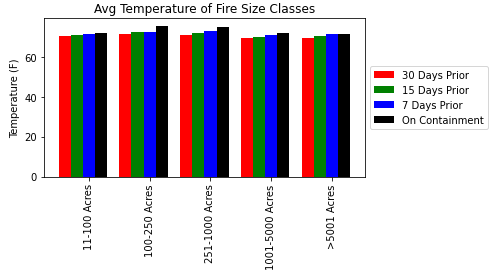 Avg Temperature of Fire Size Classes
Temperature (F)
60
40
20
0
11-100 Acres
100-250 Acres
251-1000 Acres
1001-5000 Acres
>5001 Acres
30 Days Prior
15 Days Prior
7 Days Prior
On Containment